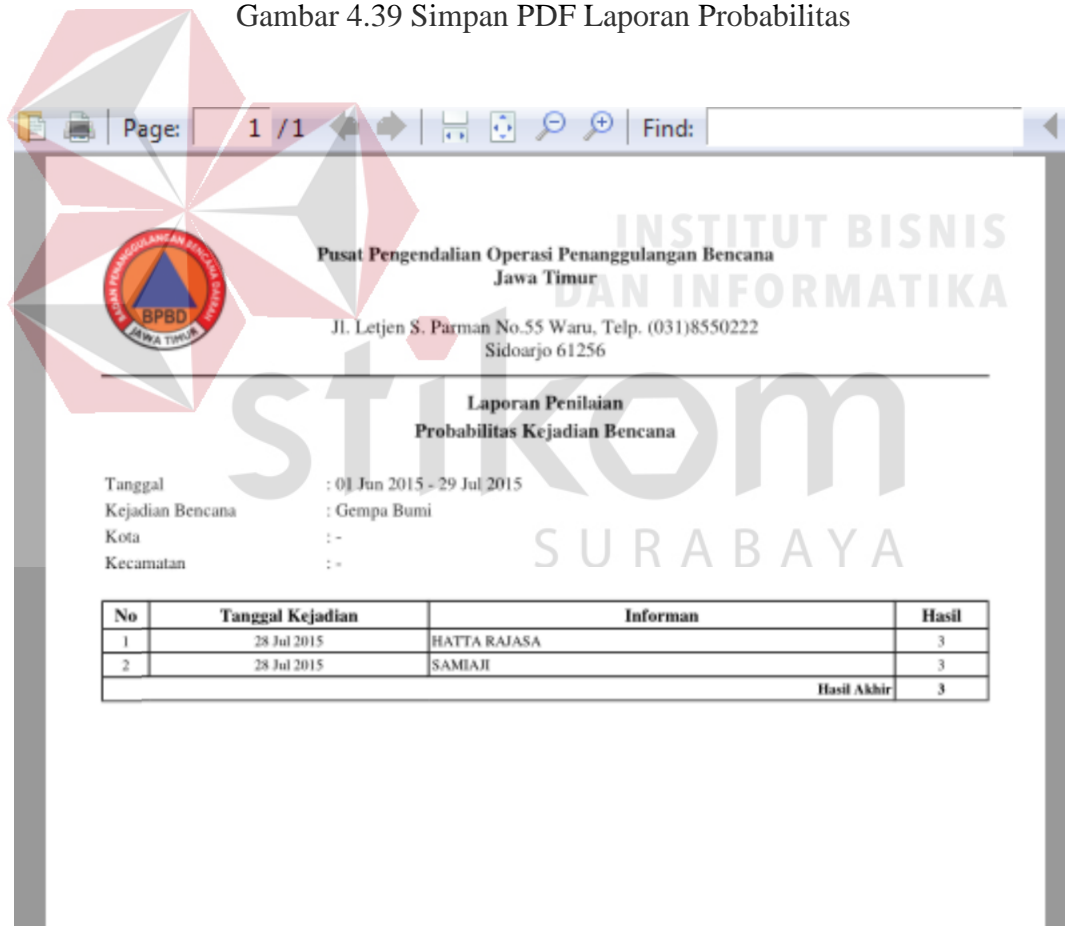 Gambar 4.39 Simpan PDF Laporan Probabilitas
Page: 1 /1 Find:
INSTITUT BISNIS
DAN INFORMATIKA
stikom
SURABAYA
BADAN PENANGGULANGAN BENCANA DAERAH
BPBD
JAWA TIMUR
Pusat Pengendalian Operasi Penanggulangan Bencana
Jawa Timur
Jl. Letjen S. Parman No.55 Waru, Telp. (031)8550222
Sidoarjo 61256
Laporan Penilaian
Probabilitas Kejadian Bencana
Tanggal : 01 Jun 2015 - 29 Jul 2015
Kejadian Bencana : Gempa Bumi
Kota : -
Kecamatan : -
No Tanggal Kejadian Informan Hasil
1 28 Jul 2015 HATTA RAJASA 3
2 28 Jul 2015 SAMIAJI 3
Hasil Akhir 3